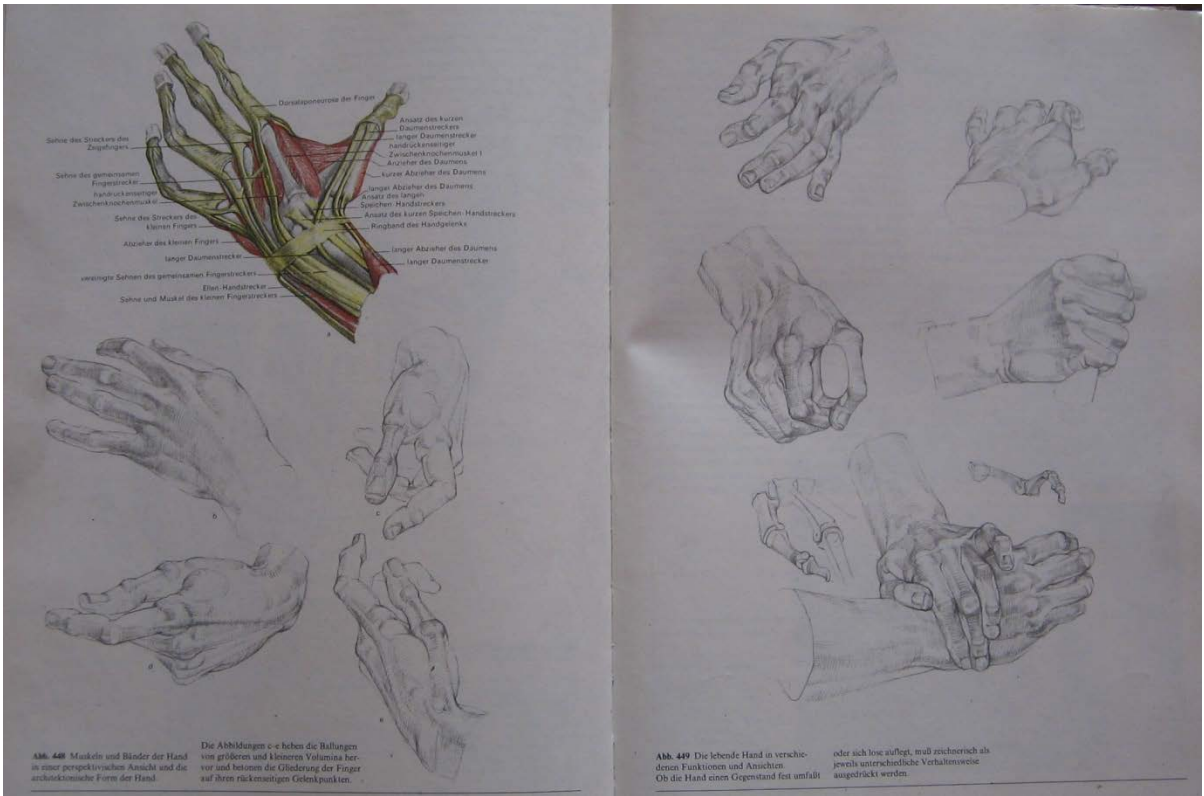 Dorsalaponeurose der Finger
Ansatz des kurzen
Daumenstreckers
langer Daumenstrecker
handrückenseitiger
Zwischenknochenmuskel I
Anzieher des Daumens
kurzer Abzieher des Daumens
langer Abzieher des Daumens
Ansatz des langen
Speichen-Handstreckers
Ansatz des kurzen Speichen-Handstreckers
Ringband des Handgelenks
langer Abzieher des Daumens
langer Daumenstrecker
Sehne des Streckers des
Zeigefingers
Sehne des gemeinsamen
Fingerstrecker
handrückenseitiger
Zwischenknochenmuskel
Sehne des Streckers des
kleinen Fingers
Abzieher des kleinen Fingers
langer Daumenstrecker
vereinigte Sehnen des gemeinsamen Fingerstreckers
Ellen-Handstrecker
Sehne und Muskel des kleinen Fingerstreckers
a
b
c
d
e
Abb. 448 Muskeln und Bänder der Hand
in einer perspektivischen Ansicht und die
architektonische Form der Hand
Die Abbildungen c-e heben die Ballungen
von größeren und kleineren Volumina her-
vor und betonen die Gliederung der Finger
auf ihren rückenseitigen Gelenkpunkten.
Abb. 449 Die lebende Hand in verschie-
denen Funktionen und Ansichten.
Ob die Hand einen Gegenstand fest umfaßt
oder sich lose auflegt, muß zeichnerisch als
jeweils unterschiedliche Verhaltensweise
ausgedrückt werden.